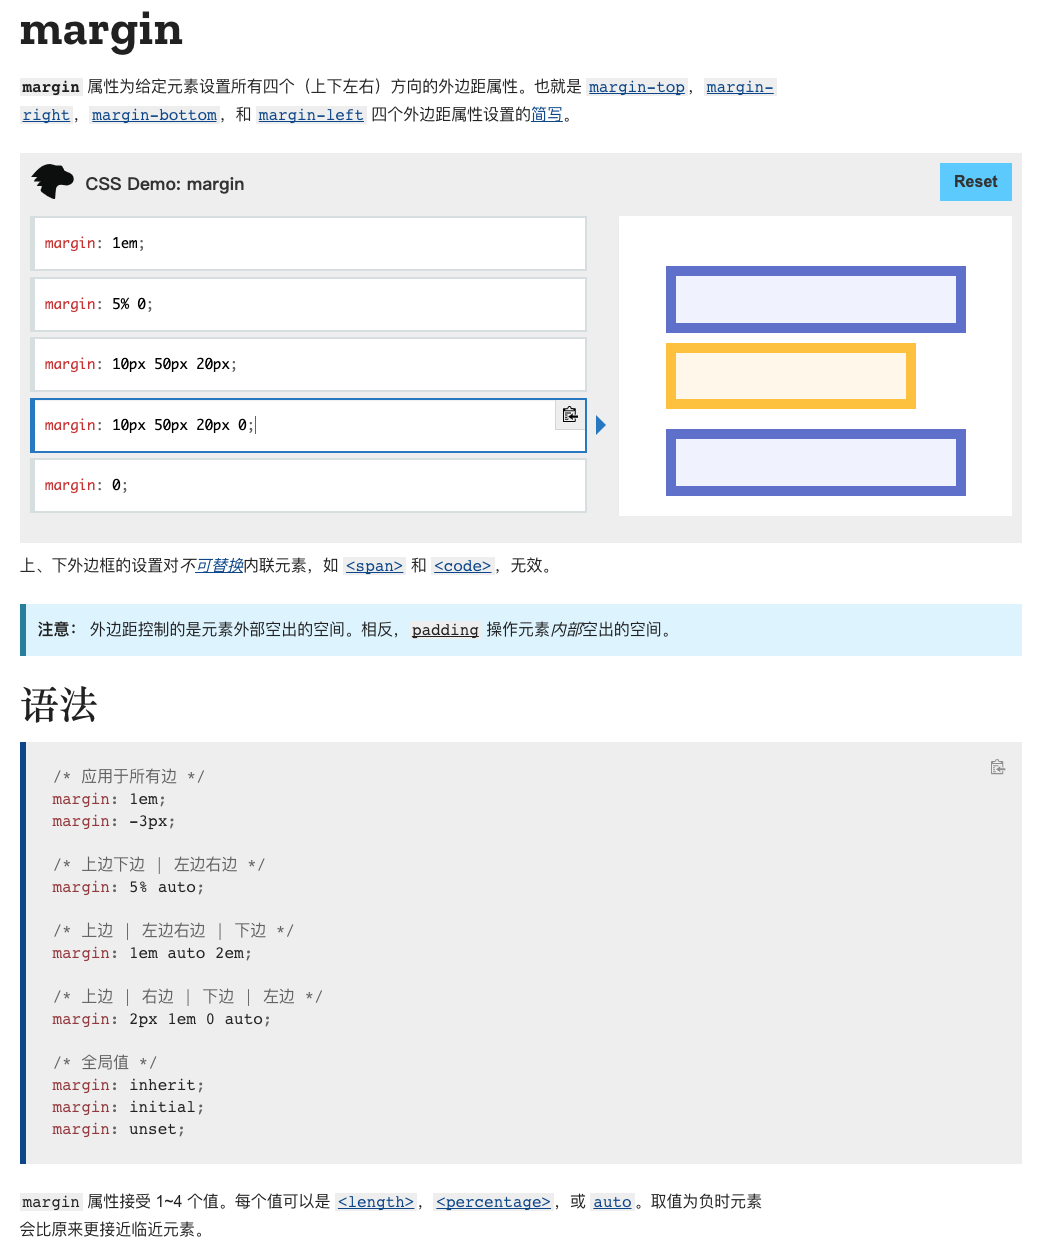 margin
margin 属性为给定元素设置所有四个（上下左右）方向的外边距属性。也就是 margin-top，margin-
right，margin-bottom，和 margin-left 四个外边距属性设置的简写。
CSS Demo: margin
Reset
margin: 1em;
margin: 5% 0;
margin: 10px 50px 20px;
margin: 10px 50px 20px 0;
margin: 0;
上、下外边框的设置对不可替换内联元素，如 <span> 和 <code>，无效。
注意： 外边距控制的是元素外部空出的空间。相反，padding 操作元素内部空出的空间。
语法
/* 应用于所有边 */
margin: 1em;
margin: -3px;
/* 上边下边 | 左边右边 */
margin: 5% auto;
/* 上边 | 左边右边 | 下边 */
margin: 1em auto 2em;
/* 上边 | 右边 | 下边 | 左边 */
margin: 2px 1em 0 auto;
/* 全局值 */
margin: inherit;
margin: initial;
margin: unset;
margin 属性接受 1~4 个值。每个值可以是 <length>，<percentage>，或 auto。取值为负时元素
会比原来更接近临近元素。